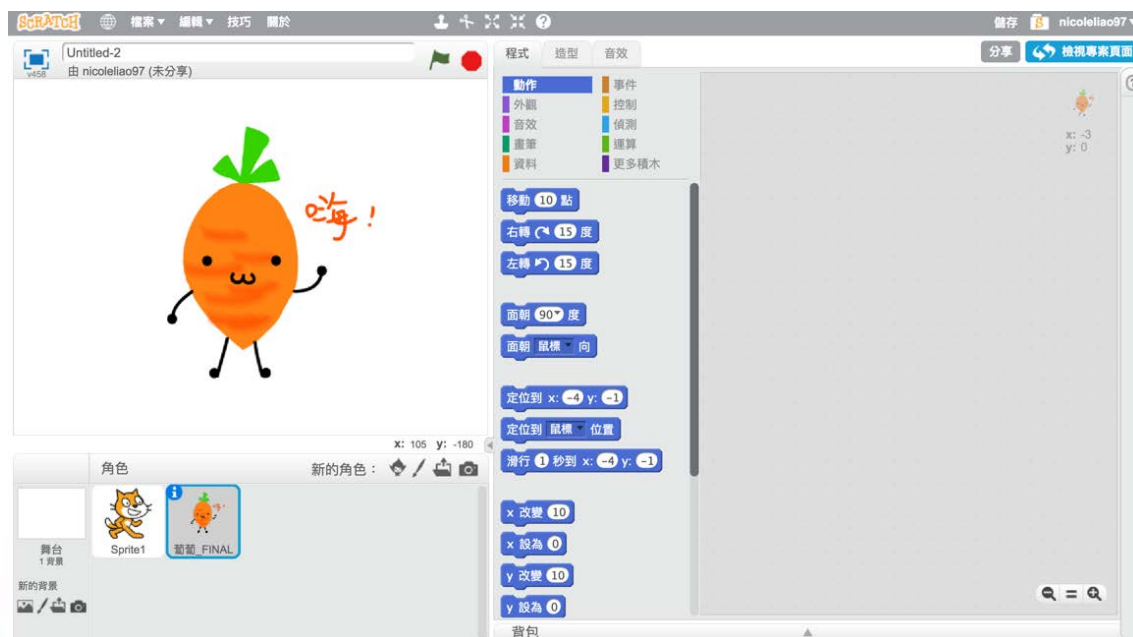 SCRATCH 檔案▼ 編輯▼ 技巧 關於 儲存 nicoleliao97
v458 Untitled-2
由 nicoleliao97 (未分享)
嗨！
x: 105 y: -180
角色 新的角色：
舞台
1 背景
新的背景
Sprite1
蔔蔔_FINAL
程式 造型 音效 分享 檢視專案頁面
動作 事件
外觀 控制
音效 偵測
畫筆 運算
資料 更多積木
移動 10 點
右轉 15 度
左轉 15 度
面朝 90▼ 度
面朝 鼠標 向
定位到 x: -4 y: -1
定位到 鼠標 位置
滑行 1 秒到 x: -4 y: -1
x 改變 10
x 設為 0
y 改變 10
y 設為 0
背包
x: -3
y: 0